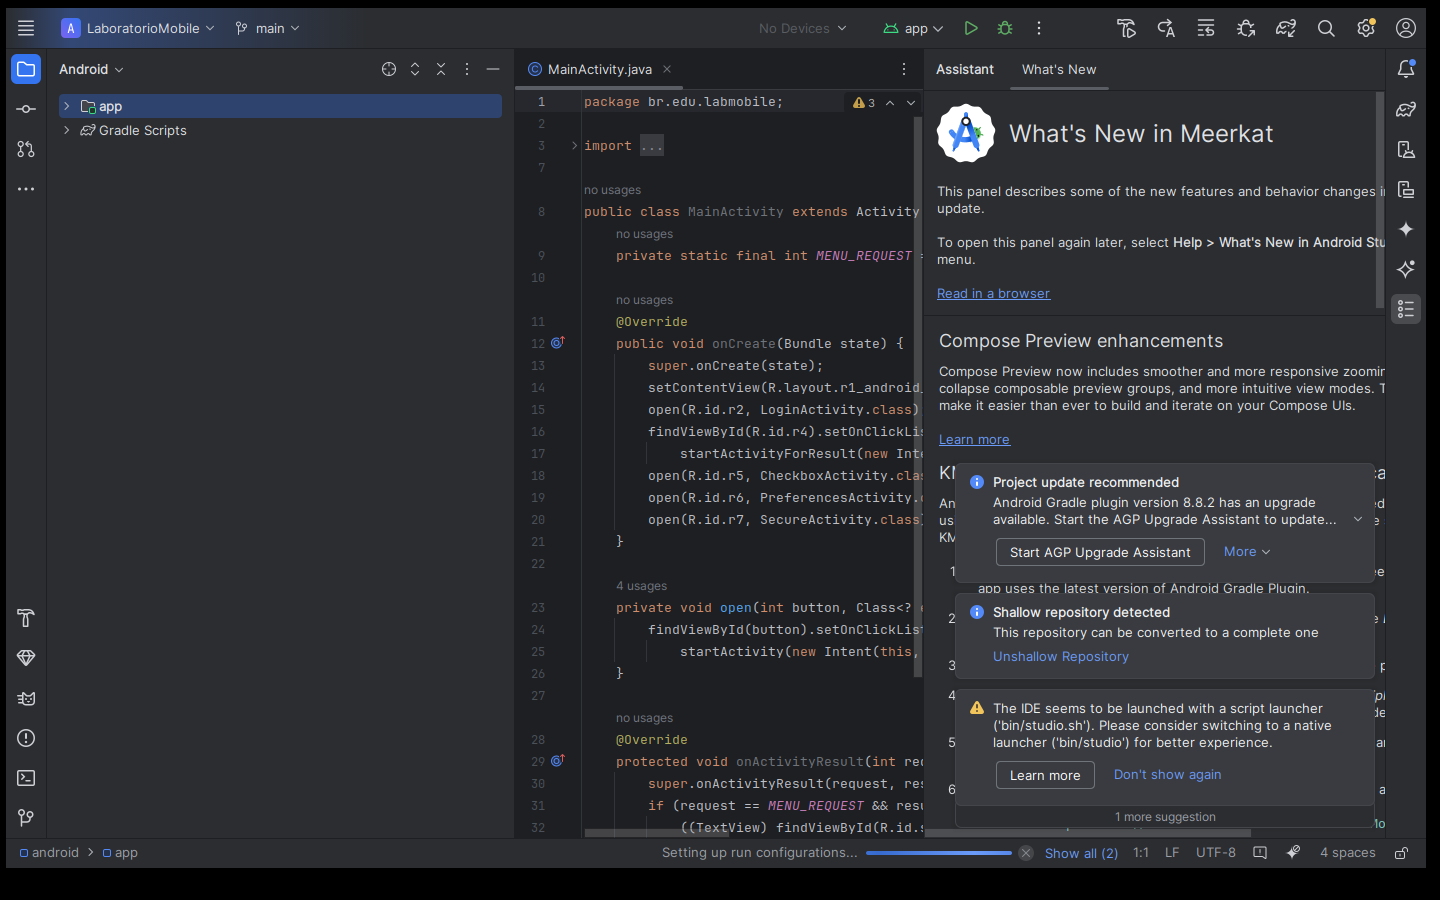 A LaboratorioMobile
main
No Devices
app
Android
app
Gradle Scripts
MainActivity.java
1 package br.edu.labmobile;
3
2
3 import ...
7
no usages
8 public class MainActivity extends Activity
no usages
9 private static final int MENU_REQUEST =
10
no usages
11 @Override
12 public void onCreate(Bundle state) {
13 super.onCreate(state);
14 setContentView(R.layout.r1_android_
15 open(R.id.r2, LoginActivity.class)
16 findViewById(R.id.r4).setOnClickLis
17 startActivityForResult(new Inte
18 open(R.id.r5, CheckboxActivity.clas
19 open(R.id.r6, PreferencesActivity.c
20 open(R.id.r7, SecureActivity.class
21 }
22
4 usages
23 private void open(int button, Class<?
24 findViewById(button).setOnClickList
25 startActivity(new Intent(this,
26 }
27
no usages
28 @Override
29 protected void onActivityResult(int req
30 super.onActivityResult(request, res
31 if (request == MENU_REQUEST && resu
32 ((TextView) findViewById(R.id.s
Assistant
What's New
What's New in Meerkat
This panel describes some of the new features and behavior changes in
update.
To open this panel again later, select Help > What's New in Android Stu
menu.
Read in a browser
Compose Preview enhancements
Compose Preview now includes smoother and more responsive zoomin
collapse composable preview groups, and more intuitive view modes. T
make it easier than ever to build and iterate on your Compose UIs.
Learn more
Project update recommended
Android Gradle plugin version 8.8.2 has an upgrade
available. Start the AGP Upgrade Assistant to update...
Start AGP Upgrade Assistant
More
app uses the latest version of Android Gradle Plugin.
Shallow repository detected
This repository can be converted to a complete one
Unshallow Repository
The IDE seems to be launched with a script launcher
('bin/studio.sh'). Please consider switching to a native
launcher ('bin/studio') for better experience.
Learn more
Don't show again
1 more suggestion
android
app
Setting up run configurations...
Show all (2)
1:1
LF
UTF-8
4 spaces